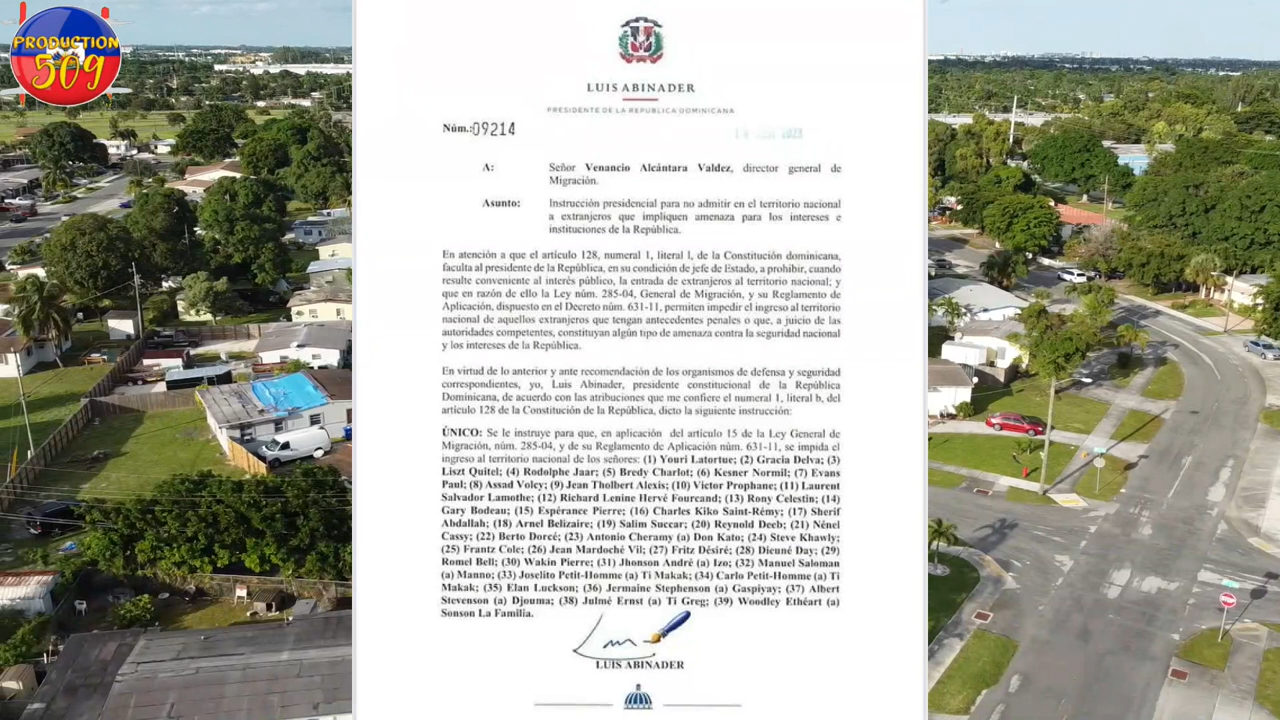 PRODUCTION
509
LUIS ABINADER
PRESIDENTE DE LA REPUBLICA DOMINICANA
Núm.:09214
A: Señor Venancio Alcántara Valdez, director general de
Migración.
Asunto: Instrucción presidencial para no admitir en el territorio nacional
a extranjeros que impliquen amenaza para los intereses e
instituciones de la República.
En atención a que el artículo 128, numeral 1, literal l, de la Constitución dominicana,
faculta al presidente de la República, en su condición de jefe de Estado, a prohibir, cuando
resulte conveniente al interés público, la entrada de extranjeros al territorio nacional; y
que en razón de ello la Ley núm. 285-04, General de Migración, y su Reglamento de
Aplicación, dispuesto en el Decreto núm. 631-11, permiten impedir el ingreso al territorio
nacional de aquellos extranjeros que tengan antecedentes penales o que, a juicio de las
autoridades competentes, constituyan algún tipo de amenaza contra la seguridad nacional
y los intereses de la República.
En virtud de lo anterior y ante recomendación de los organismos de defensa y seguridad
correspondientes, yo, Luis Abinader, presidente constitucional de la República
Dominicana, de acuerdo con las atribuciones que me confiere el numeral 1, literal b, del
artículo 128 de la Constitución de la República, dicto la siguiente instrucción:
ÚNICO: Se le instruye para que, en aplicación del artículo 15 de la Ley General de
Migración, núm. 285-04, y de su Reglamento de Aplicación núm. 631-11, se impida el
ingreso al territorio nacional de los señores: (1) Youri Latortue; (2) Gracia Delva; (3)
Liszt Quitel; (4) Rodolphe Jaar; (5) Bredy Charlot; (6) Kesner Normil; (7) Evans
Paul; (8) Assad Volcy; (9) Jean Tholbert Alexis; (10) Victor Prophane; (11) Laurent
Salvador Lamothe; (12) Richard Lenine Hervé Fourcand; (13) Rony Celestin; (14)
Gary Bodeau; (15) Espérance Pierre; (16) Charles Kiko Saint-Rémy; (17) Sherif
Abdallah; (18) Arnel Belizaire; (19) Salim Succar; (20) Reynold Deeb; (21) Nénel
Cassy; (22) Berto Dorcé; (23) Antonio Cheramy (a) Don Kato; (24) Steve Khawly;
(25) Frantz Cole; (26) Jean Mardoché Vil; (27) Fritz Désiré; (28) Dieuné Day; (29)
Romel Bell; (30) Wakin Pierre; (31) Jhonson André (a) Izo; (32) Manuel Saloman
(a) Manno; (33) Joselito Petit-Homme (a) Ti Makak; (34) Carlo Petit-Homme (a) Ti
Makak; (35) Elan Luckson; (36) Jermaine Stephenson (a) Gaspiyay; (37) Albert
Stevenson (a) Djouma; (38) Julmé Ernst (a) Ti Greg; (39) Woodley Ethéart (a)
Sonson La Familia.
LUIS ABINADER